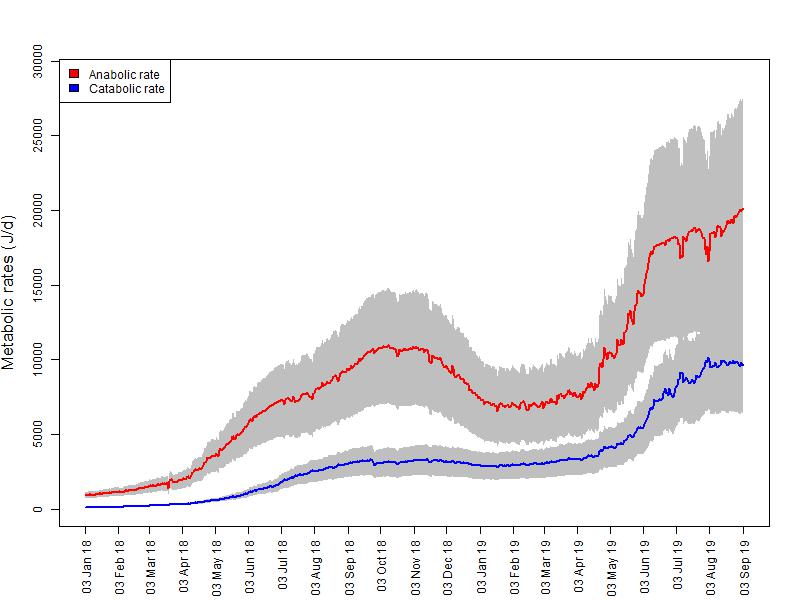 Anabolic rate
Catabolic rate
Metabolic rates (J/d)
30000
25000
20000
15000
10000
5000
0
03 Jan 18
03 Feb 18
03 Mar 18
03 Apr 18
03 May 18
03 Jun 18
03 Jul 18
03 Aug 18
03 Sep 18
03 Oct 18
03 Nov 18
03 Dec 18
03 Jan 19
03 Feb 19
03 Mar 19
03 Apr 19
03 May 19
03 Jun 19
03 Jul 19
03 Aug 19
03 Sep 19